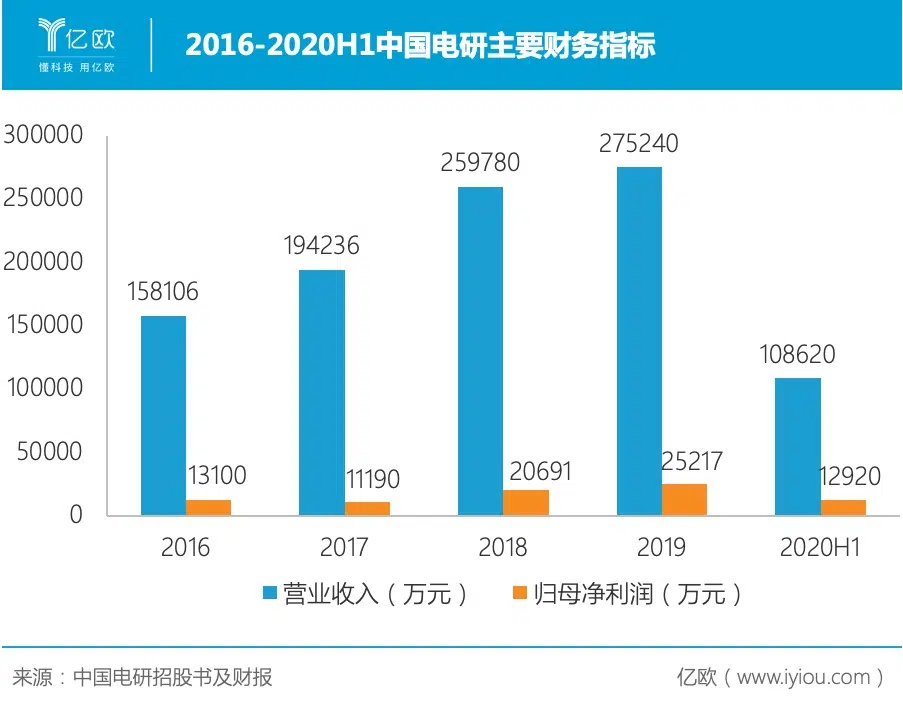 亿欧
懂科技 用亿欧
2016-2020H1中国电研主要财务指标
300000
250000
200000
150000
100000
50000
0
158106
13100
194236
11190
259780
20691
275240
25217
108620
12920
2016 2017 2018 2019 2020H1
营业收入（万元） 归母净利润（万元）
来源：中国电研招股书及财报 亿欧（www.iyiou.com）